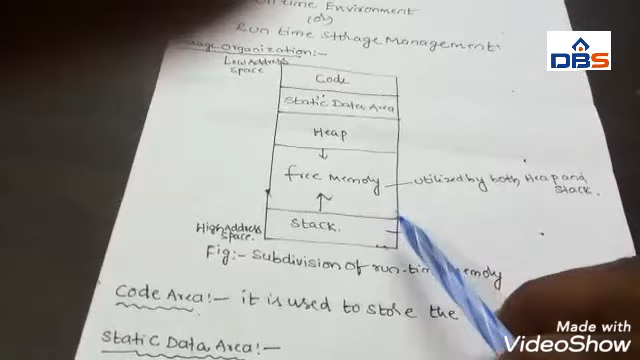 time Environment
(or)
Run time Storage Management:
Organization:-
Low Address
Space
Code
Static Data Area
Heap
free Memory
utilized by both Heap and
Stack.
Stack.
High Address
Space.
Fig:- Subdivision of run-time memory
Code Area:- it is used to store the
Static Data Area:-
DBS
Made with
VideoShow